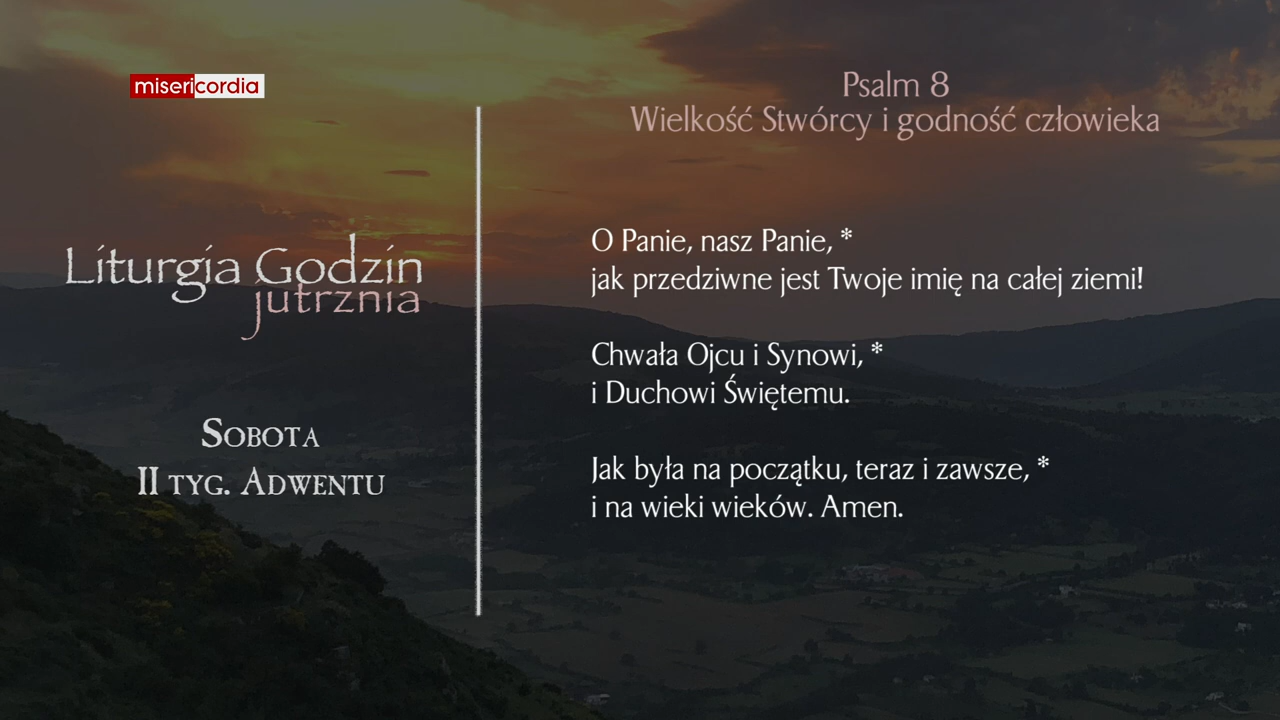 misericordia
Liturgia Godzin
jutrznia
Sobota
II tyg. Adwentu
Psalm 8
Wielkość Stwórcy i godność człowieka
O Panie, nasz Panie, *
jak przedziwne jest Twoje imię na całej ziemi!
Chwała Ojcu i Synowi, *
i Duchowi Świętemu.
Jak była na początku, teraz i zawsze, *
i na wieki wieków. Amen.